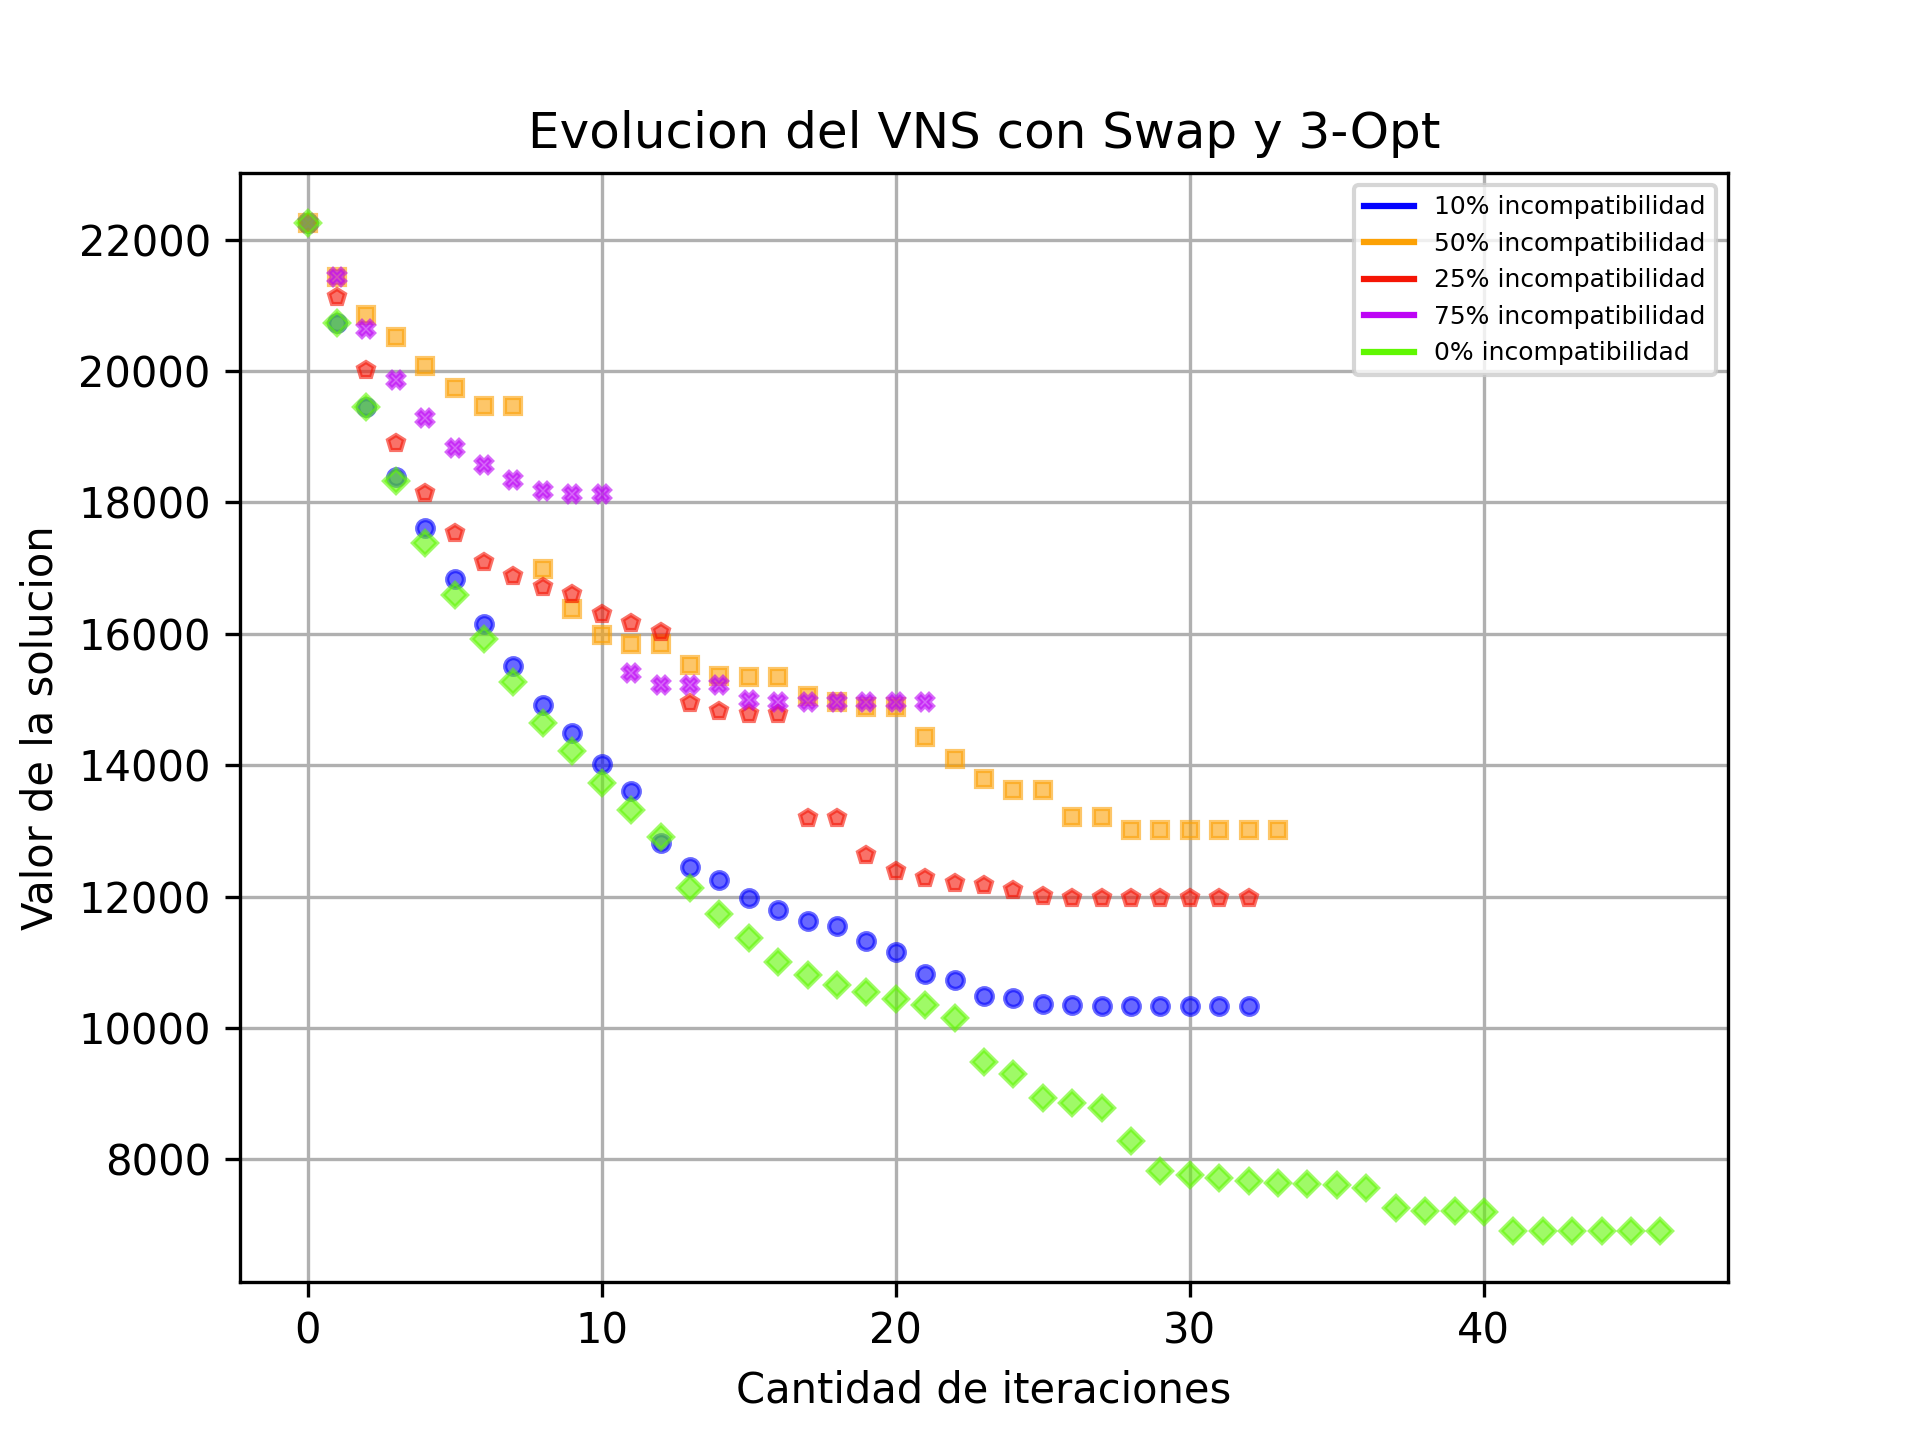 Evolucion del VNS con Swap y 3-Opt
10% incompatibilidad
50% incompatibilidad
25% incompatibilidad
75% incompatibilidad
0% incompatibilidad
Valor de la solucion
22000
20000
18000
16000
14000
12000
10000
8000
0 10 20 30 40
Cantidad de iteraciones